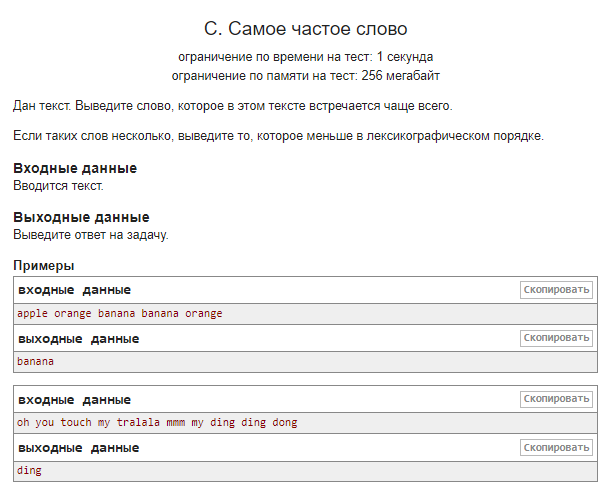 C. Самое частое слово
ограничение по времени на тест: 1 секунда
ограничение по памяти на тест: 256 мегабайт
Дан текст. Выведите слово, которое в этом тексте встречается чаще всего.
Если таких слов несколько, выведите то, которое меньше в лексикографическом порядке.
Входные данные
Вводится текст.
Выходные данные
Выведите ответ на задачу.
Примеры
входные данные Скопировать
apple orange banana banana orange
выходные данные Скопировать
banana
входные данные Скопировать
oh you touch my tralala mmm my ding ding dong
выходные данные Скопировать
ding